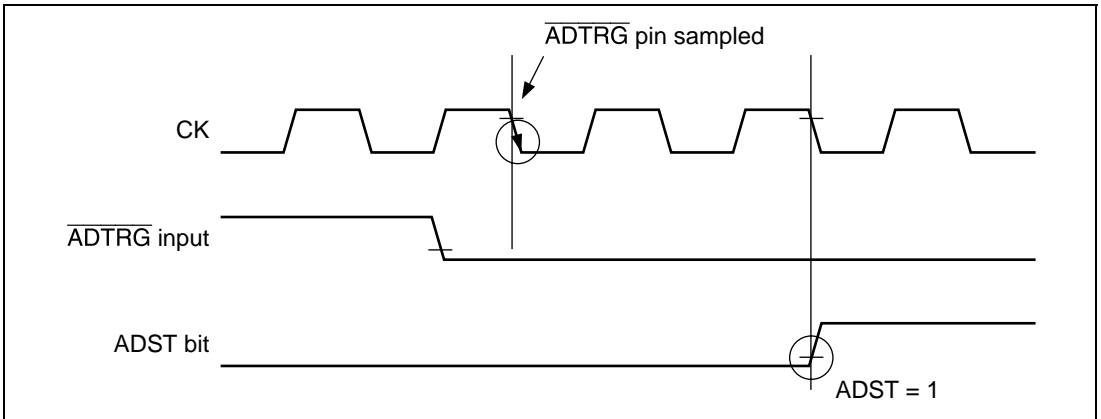 ADTRG pin sampled
CK
ADTRG input
ADST bit
ADST = 1